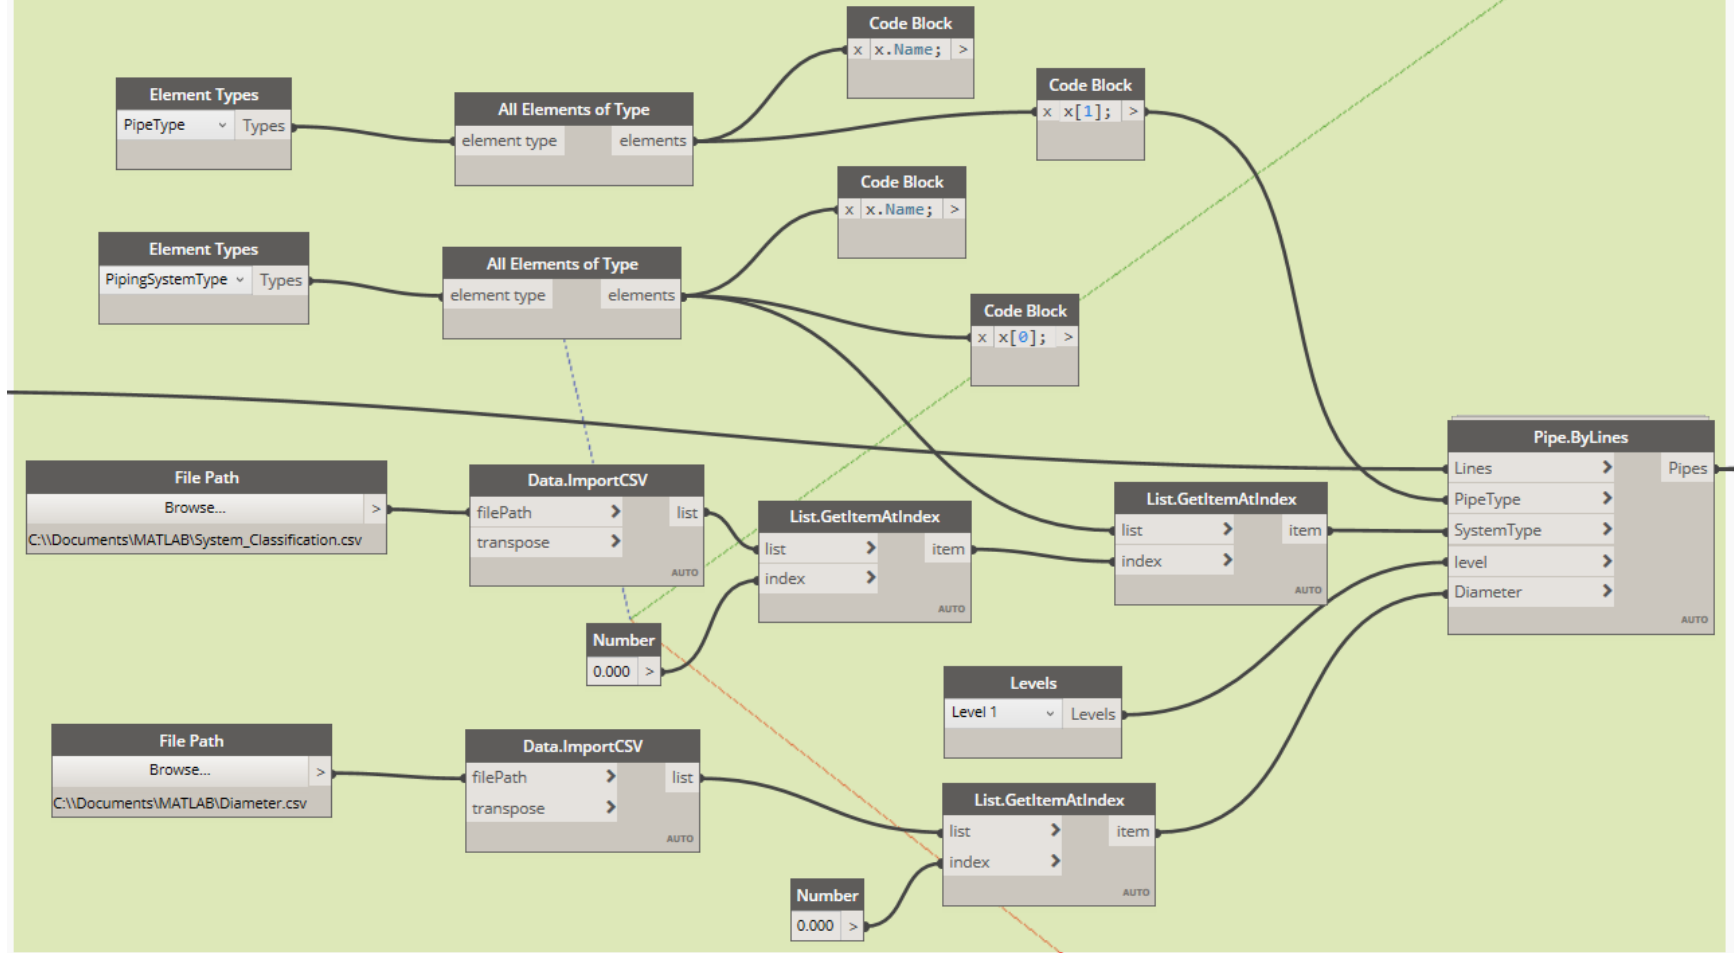 Code Block
x x.Name; >
Element Types
PipeType Types
All Elements of Type
element type elements
Code Block
x x[1]; >
Code Block
x x.Name; >
Element Types
PipingSystemType Types
All Elements of Type
element type elements
Code Block
x x[0]; >
File Path
Browse... >
C:\\Documents\MATLAB\System_Classification.csv
Data.ImportCSV
filePath > list
transpose >
AUTO
List.GetItemAtIndex
list > item
index >
AUTO
List.GetItemAtIndex
list > item
index >
AUTO
Pipe.ByLines
Lines > Pipes
PipeType >
SystemType >
level >
Diameter >
AUTO
Number
0.000 >
Levels
Level 1 Levels
File Path
Browse... >
C:\\Documents\MATLAB\Diameter.csv
Data.ImportCSV
filePath > list
transpose >
AUTO
List.GetItemAtIndex
list > item
index >
AUTO
Number
0.000 >